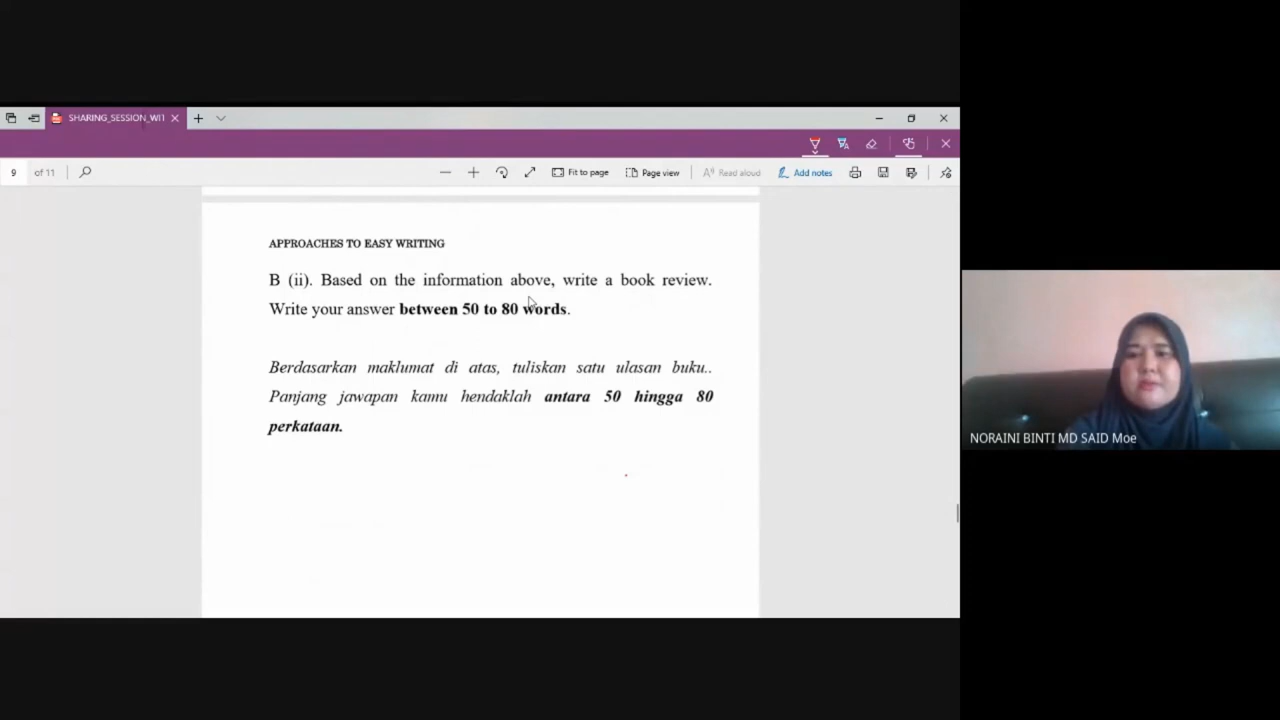 SHARING_SESSION_WIT
9 of 11
Fit to page
Page view
Read aloud
Add notes
APPROACHES TO EASY WRITING
B (ii). Based on the information above, write a book review.
Write your answer between 50 to 80 words.
Berdasarkan maklumat di atas, tuliskan satu ulasan buku..
Panjang jawapan kamu hendaklah antara 50 hingga 80
perkataan.
NORAINI BINTI MD SAID Moe